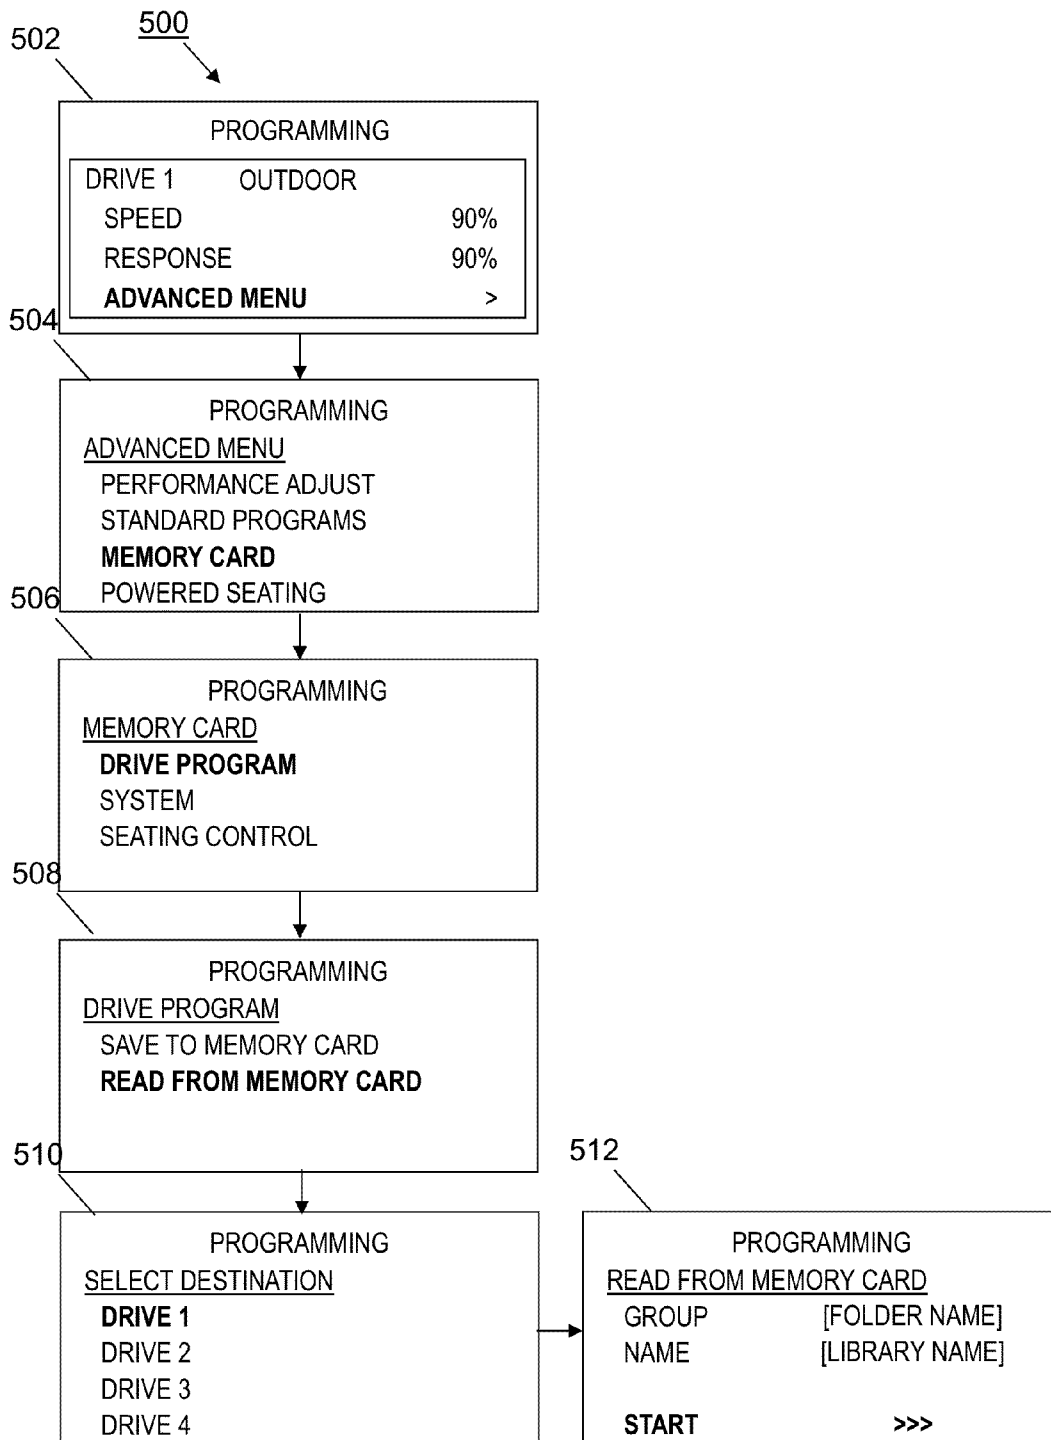 500
502
PROGRAMMING
DRIVE 1 OUTDOOR
SPEED 90%
RESPONSE 90%
ADVANCED MENU >
504
PROGRAMMING
ADVANCED MENU
PERFORMANCE ADJUST
STANDARD PROGRAMS
MEMORY CARD
POWERED SEATING
506
PROGRAMMING
MEMORY CARD
DRIVE PROGRAM
SYSTEM
SEATING CONTROL
508
PROGRAMMING
DRIVE PROGRAM
SAVE TO MEMORY CARD
READ FROM MEMORY CARD
510
PROGRAMMING
SELECT DESTINATION
DRIVE 1
DRIVE 2
DRIVE 3
DRIVE 4
512
PROGRAMMING
READ FROM MEMORY CARD
GROUP [FOLDER NAME]
NAME [LIBRARY NAME]
START >>>